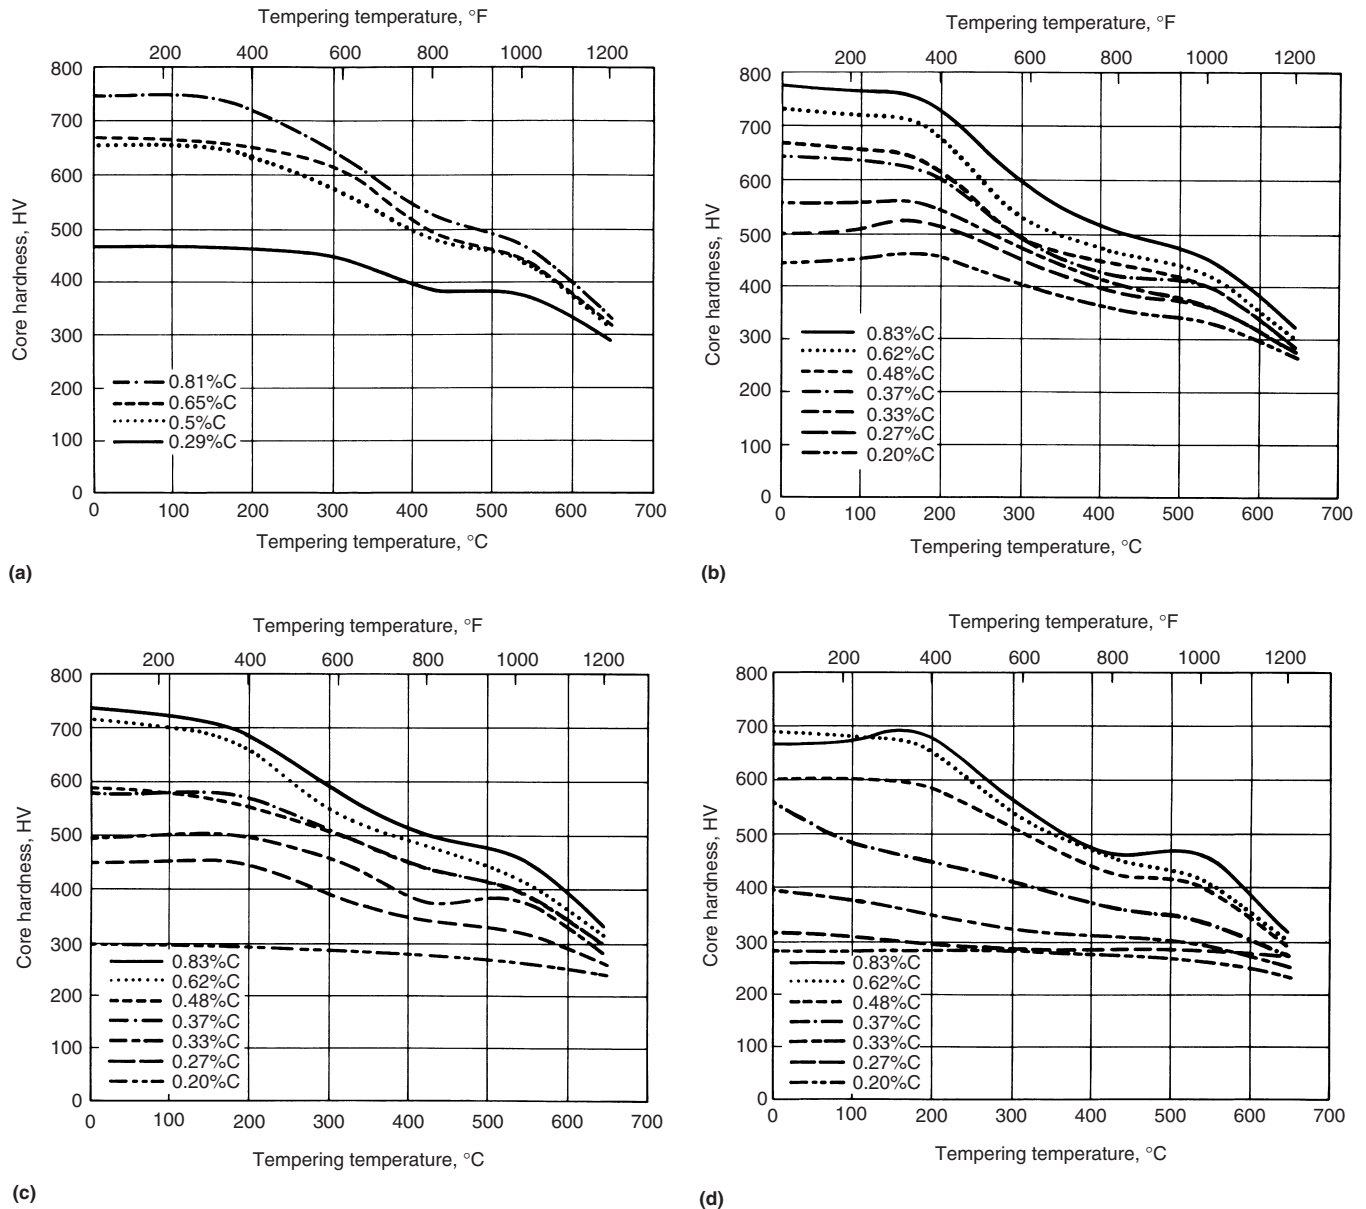 Tempering temperature, °F
200 400 600 800 1000 1200
800
700
600
500
400
300
200
100
0
Core hardness, HV
0.81%C
0.65%C
0.5%C
0.29%C
0 100 200 300 400 500 600 700
Tempering temperature, °C
(a)
Tempering temperature, °F
200 400 600 800 1000 1200
800
700
600
500
400
300
200
100
0
Core hardness, HV
0.83%C
0.62%C
0.48%C
0.37%C
0.33%C
0.27%C
0.20%C
0 100 200 300 400 500 600 700
Tempering temperature, °C
(b)
Tempering temperature, °F
200 400 600 800 1000 1200
800
700
600
500
400
300
200
100
0
Core hardness, HV
0.83%C
0.62%C
0.48%C
0.37%C
0.33%C
0.27%C
0.20%C
0 100 200 300 400 500 600 700
Tempering temperature, °C
(c)
Tempering temperature, °F
200 400 600 800 1000 1200
800
700
600
500
400
300
200
100
0
Core hardness, HV
0.83%C
0.62%C
0.48%C
0.37%C
0.33%C
0.27%C
0.20%C
0 100 200 300 400 500 600 700
Tempering temperature, °C
(d)